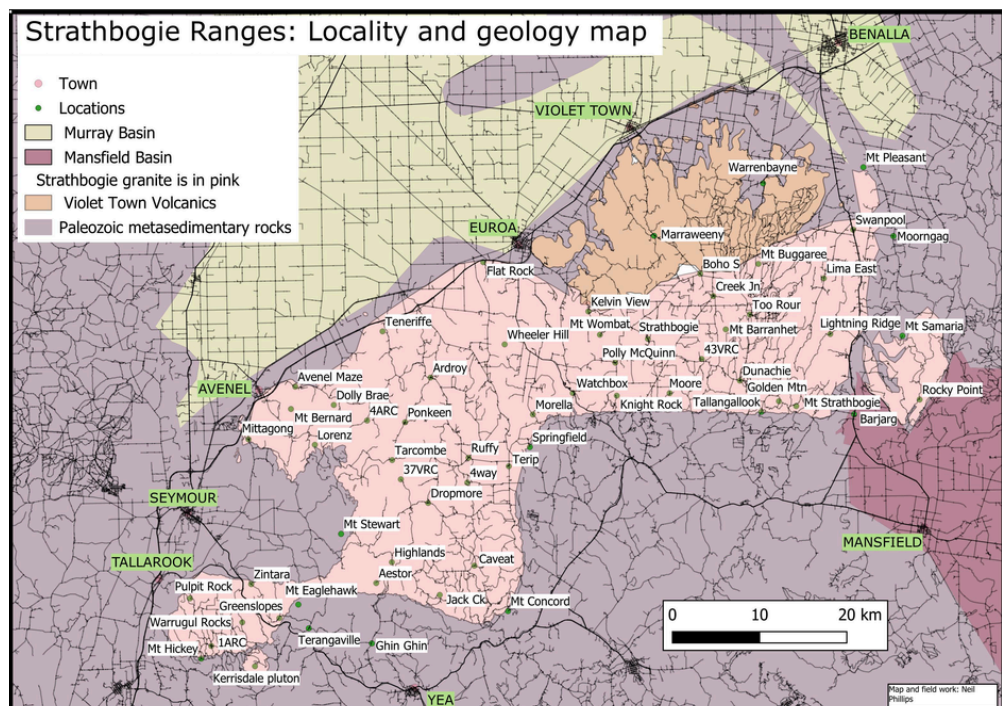 Strathbogie Ranges: Locality and geology map
Town
Locations
Murray Basin
Mansfield Basin
Strathbogie granite is in pink
Violet Town Volcanics
Paleozoic metasedimentary rocks
BENALLA
VIOLET TOWN
Mt Pleasant
Warrenbayne
Swanpool
EUROA
Marraweeny
Moorngag
Mt Buggaree
Flat Rock
Boho S
Lima East
Creek Jn
Kelvin View
Too Rour
Teneriffe
Mt Wombat
Strathbogie
Mt Barranhet
Lightning Ridge
Mt Samaria
Wheeler Hill
Polly McQuinn
43VRC
Ardroy
Dunachie
AVENEL
Avenel Maze
Watchbox
Moore
Golden Mtn
Rocky Point
Dolly Brae
Knight Rock
Tallangallook
Mt Strathbogie
Mt Bernard
4ARC
Ponkeen
Morella
Barjarg
Mittagong
Lorenz
Springfield
Tarcombe
Ruffy
Terip
37VRC
4way
SEYMOUR
Dropmore
Mt Stewart
MANSFIELD
TALLAROOK
Highlands
Caveat
Zintara
Aestor
Pulpit Rock
Mt Eaglehawk
Greenslopes
Jack Ck
Mt Concord
0 10 20 km
Warrugul Rocks
Terangaville
1ARC
Ghin Ghin
Mt Hickey
Kerrisdale pluton
YEA
Map and field work: Neil
Phillips